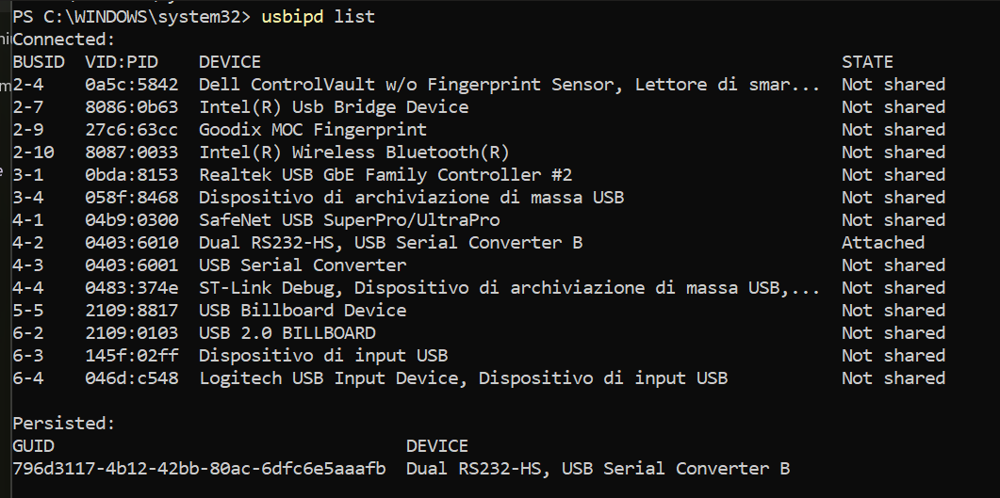 PS C:\WINDOWS\system32> usbipd list
Connected:
BUSID  VID:PID    DEVICE                                                        STATE
2-4    0a5c:5842  Dell ControlVault w/o Fingerprint Sensor, Lettore di smar...  Not shared
2-7    8086:0b63  Intel(R) Usb Bridge Device                                    Not shared
2-9    27c6:63cc  Goodix MOC Fingerprint                                        Not shared
2-10   8087:0033  Intel(R) Wireless Bluetooth(R)                                Not shared
3-1    0bda:8153  Realtek USB GbE Family Controller #2                          Not shared
3-4    058f:8468  Dispositivo di archiviazione di massa USB                     Not shared
4-1    04b9:0300  SafeNet USB SuperPro/UltraPro                                 Not shared
4-2    0403:6010  Dual RS232-HS, USB Serial Converter B                         Attached
4-3    0403:6001  USB Serial Converter                                          Not shared
4-4    0483:374e  ST-Link Debug, Dispositivo di archiviazione di massa USB,...  Not shared
5-5    2109:8817  USB Billboard Device                                          Not shared
6-2    2109:0103  USB 2.0 BILLBOARD                                             Not shared
6-3    145f:02ff  Dispositivo di input USB                                      Not shared
6-4    046d:c548  Logitech USB Input Device, Dispositivo di input USB           Not shared
Persisted:
GUID                                  DEVICE
796d3117-4b12-42bb-80ac-6dfc6e5aaafb  Dual RS232-HS, USB Serial Converter B